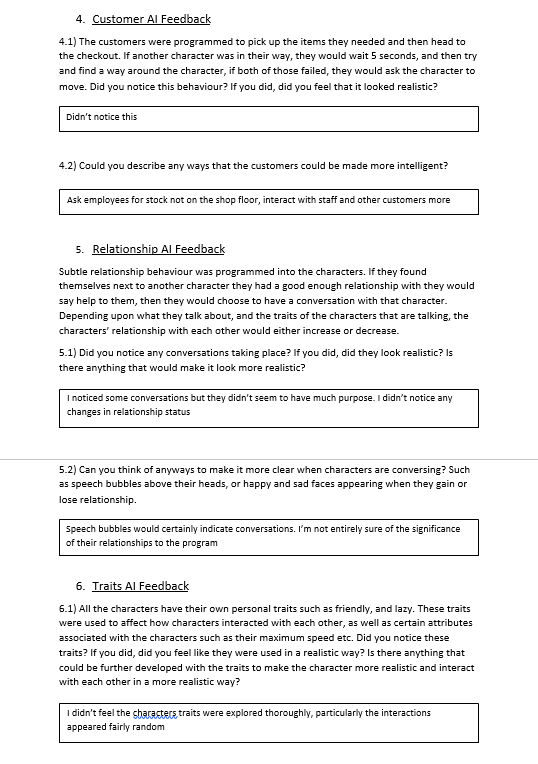 4. Customer AI Feedback
4.1) The customers were programmed to pick up the items they needed and then head to
the checkout. If another character was in their way, they would wait 5 seconds, and then try
and find a way around the character, if both of those failed, they would ask the character to
move. Did you notice this behaviour? If you did, did you feel that it looked realistic?
Didn't notice this
4.2) Could you describe any ways that the customers could be made more intelligent?
Ask employees for stock not on the shop floor, interact with staff and other customers more
5. Relationship AI Feedback
Subtle relationship behaviour was programmed into the characters. If they found
themselves next to another character they had a good enough relationship with they would
say help to them, then they would choose to have a conversation with that character.
Depending upon what they talk about, and the traits of the characters that are talking, the
characters' relationship with each other would either increase or decrease.
5.1) Did you notice any conversations taking place? If you did, did they look realistic? Is
there anything that would make it look more realistic?
I noticed some conversations but they didn't seem to have much purpose. I didn't notice any
changes in relationship status
5.2) Can you think of anyways to make it more clear when characters are conversing? Such
as speech bubbles above their heads, or happy and sad faces appearing when they gain or
lose relationship.
Speech bubbles would certainly indicate conversations. I'm not entirely sure of the significance
of their relationships to the program
6. Traits AI Feedback
6.1) All the characters have their own personal traits such as friendly, and lazy. These traits
were used to affect how characters interacted with each other, as well as certain attributes
associated with the characters such as their maximum speed etc. Did you notice these
traits? If you did, did you feel like they were used in a realistic way? Is there anything that
could be further developed with the traits to make the character more realistic and interact
with each other in a more realistic way?
I didn't feel the characters traits were explored thoroughly, particularly the interactions
appeared fairly random